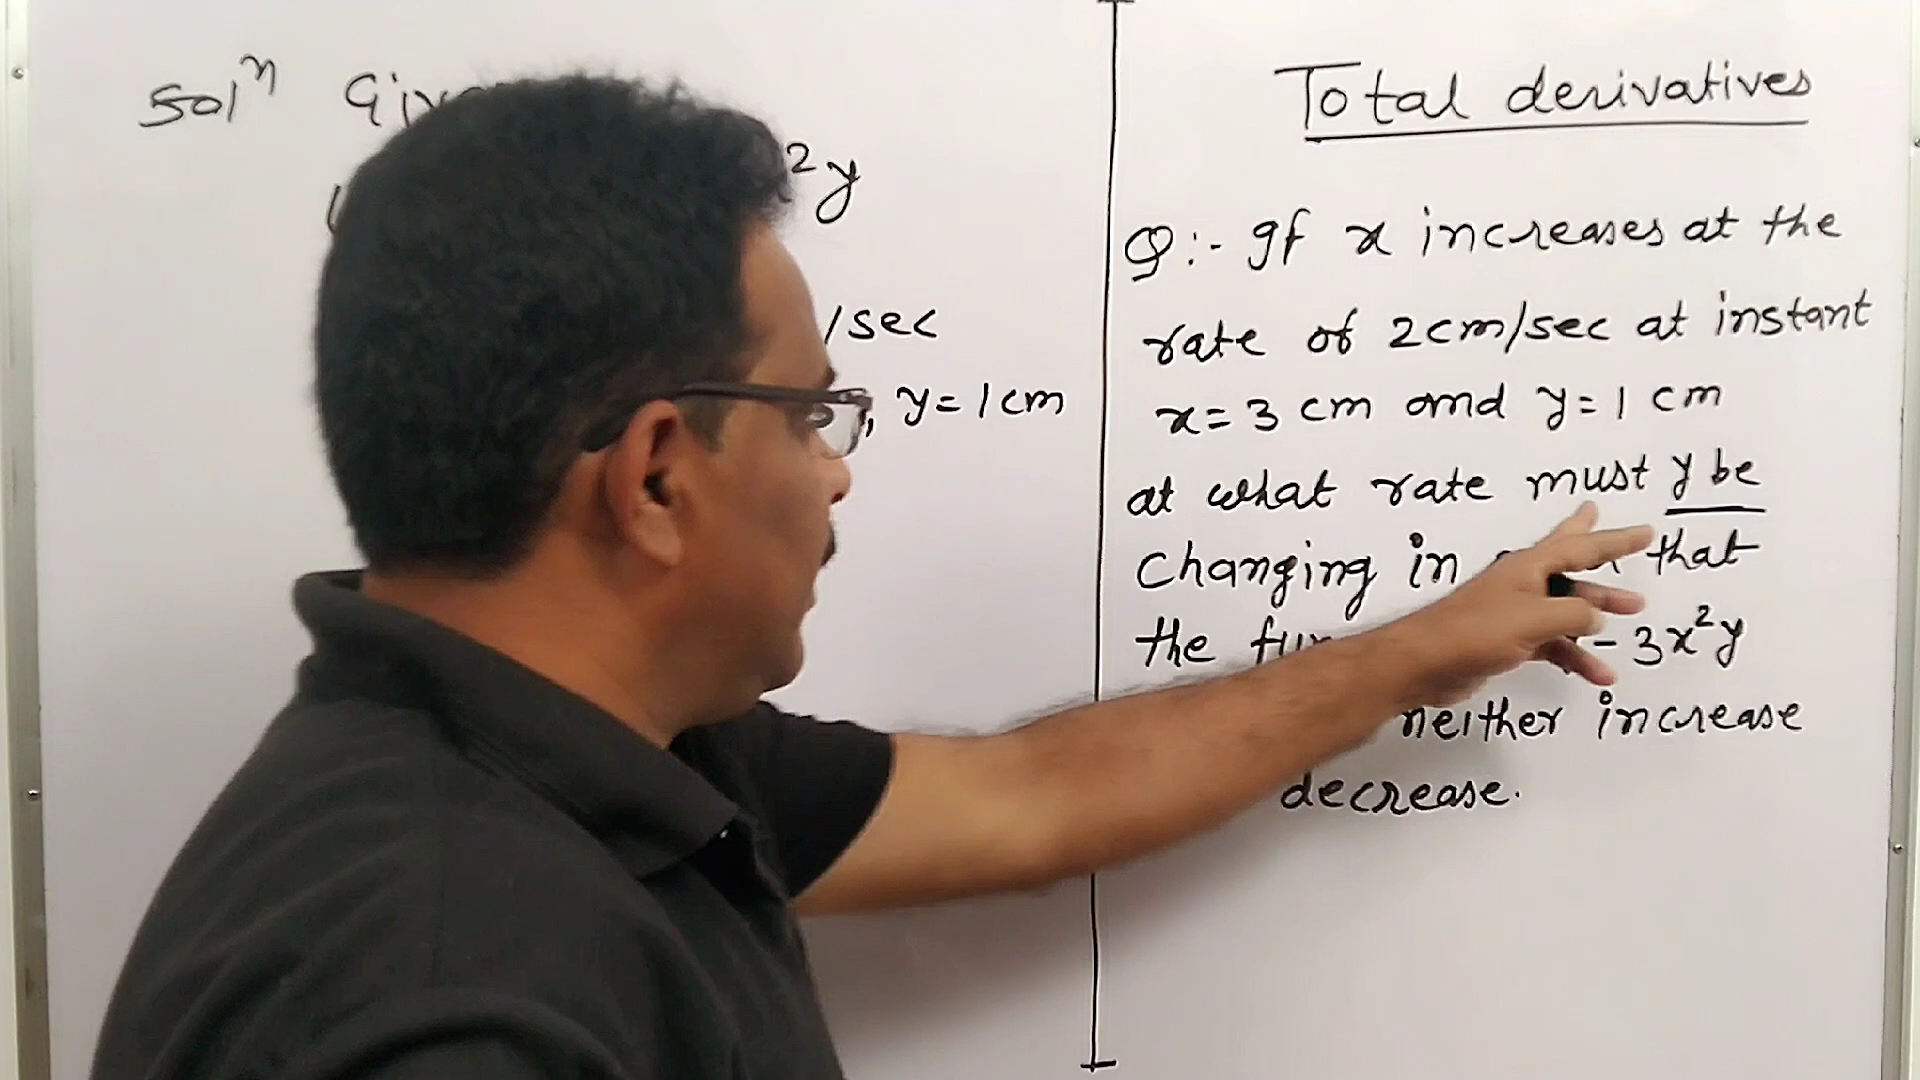 Solⁿ Given
²y
/sec
, y=1cm
Total derivatives
Q:- If x increases at the
rate of 2cm/sec at instant
x=3 cm and y=1 cm
at what rate must y be
changing in that
the - 3x²y
neither increase
decrease.